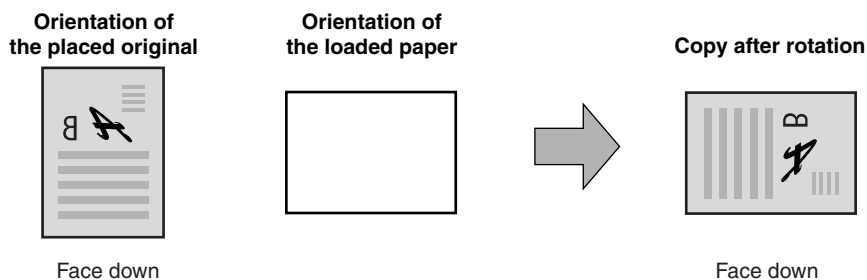 Orientation of
the placed original
Orientation of
the loaded paper
Copy after rotation
B A
B
A
Face down
Face down